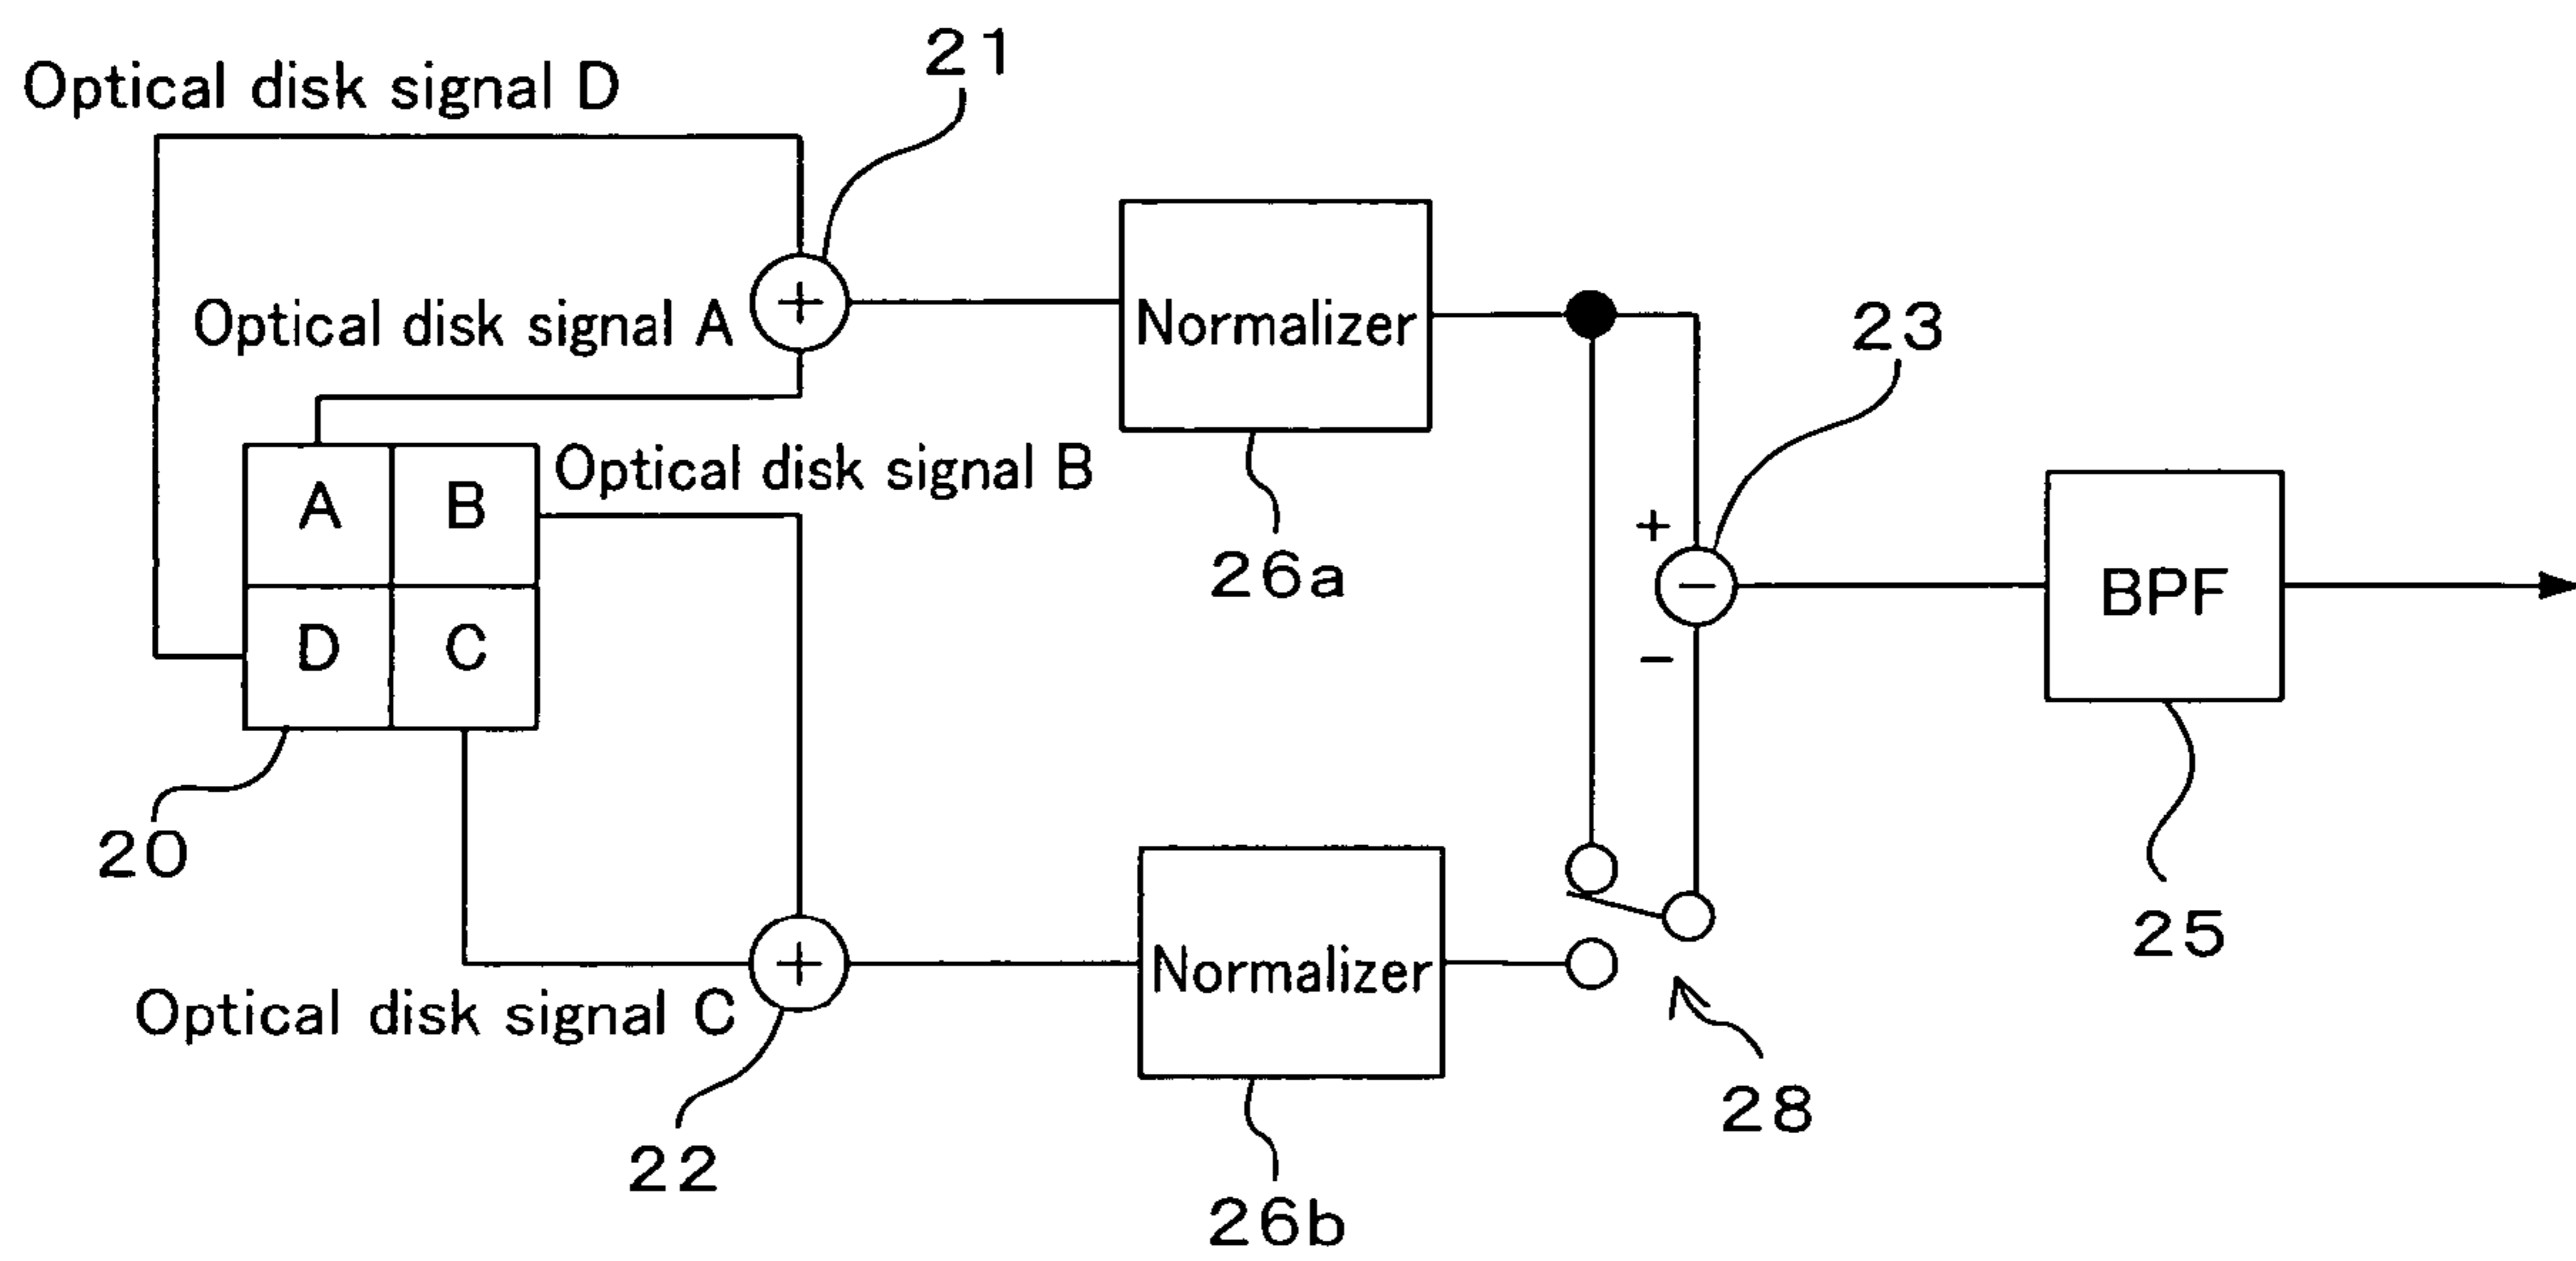 21
Optical disk signal D
Optical disk signal A
+
Normalizer
23
Optical disk signal B
A
B
+
26a
−
BPF
D
C
−
20
25
+
Normalizer
Optical disk signal C
28
22
26b